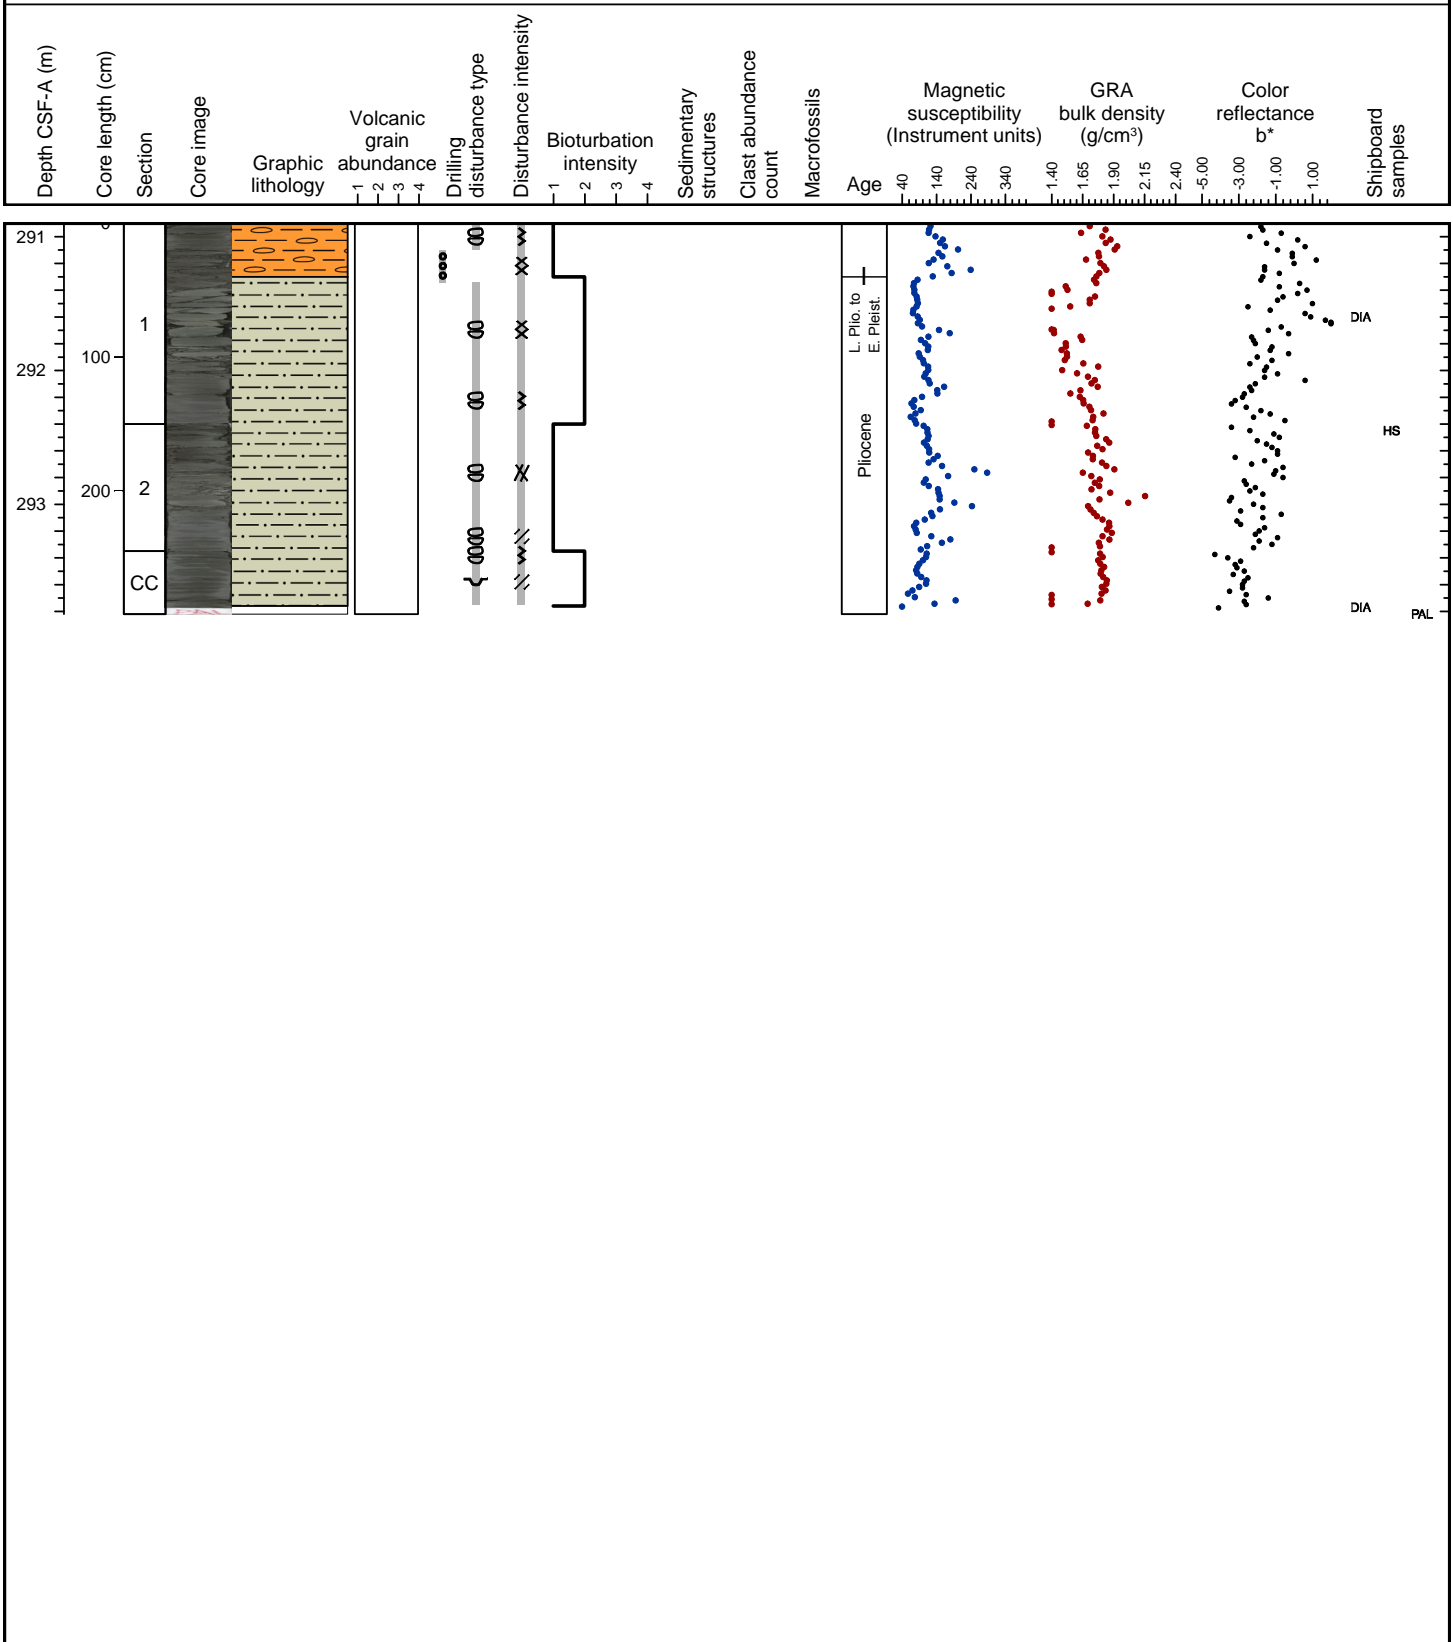 Depth CSF-A (m)
Core length (cm)
Section
Core image
Graphic
lithology
Volcanic
grain
abundance
1 2 3 4
Drilling
disturbance type
Disturbance intensity
Bioturbation
intensity
1 2 3 4
Sedimentary
structures
Clast abundance
count
Macrofossils
Age
Magnetic
susceptibility
(Instrument units)
40 140 240 340
GRA
bulk density
(g/cm³)
1.40 1.65 1.90 2.15 2.40
Color
reflectance
b*
-5.00 -3.00 -1.00 1.00
Shipboard
samples
291
292
293
100
200
1
2
CC
L. Plio. to
E. Pleist.
Pliocene
DIA
HS
DIA
PAL